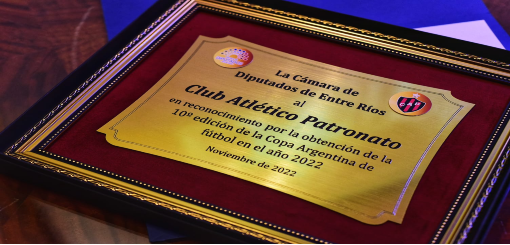 La Cámara de
Diputados de Entre Ríos
al
Club Atlético Patronato
en reconocimiento por la obtención de la
10º edición de la Copa Argentina de
fútbol en el año 2022
Noviembre de 2022